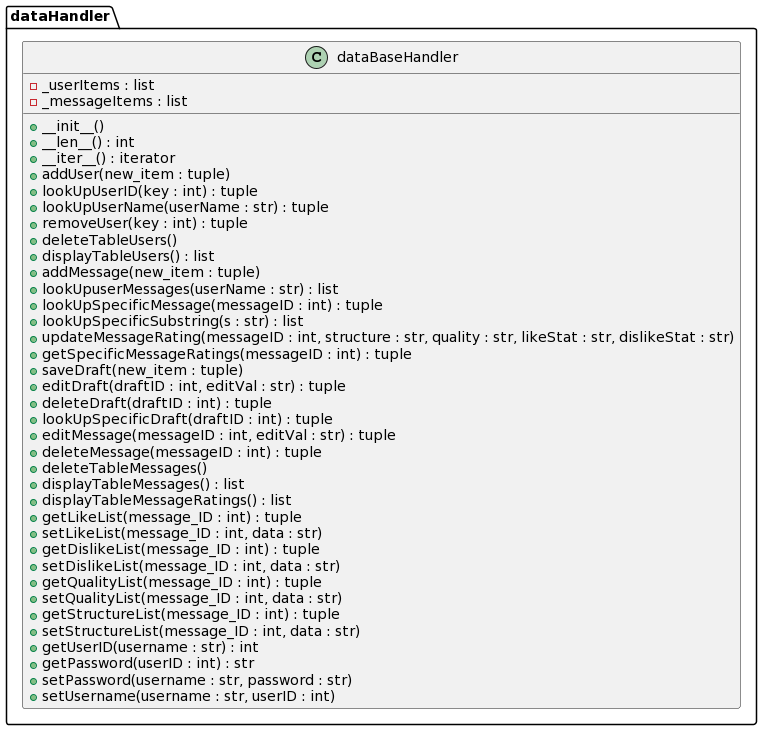 dataHandler
C dataBaseHandler
_userItems : list
_messageItems : list
__init__()
__len__() : int
__iter__() : iterator
addUser(new_item : tuple)
lookUpUserID(key : int) : tuple
lookUpUserName(userName : str) : tuple
removeUser(key : int) : tuple
deleteTableUsers()
displayTableUsers() : list
addMessage(new_item : tuple)
lookUpuserMessages(userName : str) : list
lookUpSpecificMessage(messageID : int) : tuple
lookUpSpecificSubstring(s : str) : list
updateMessageRating(messageID : int, structure : str, quality : str, likeStat : str, dislikeStat : str)
getSpecificMessageRatings(messageID : int) : tuple
saveDraft(new_item : tuple)
editDraft(draftID : int, editVal : str) : tuple
deleteDraft(draftID : int) : tuple
lookUpSpecificDraft(draftID : int) : tuple
editMessage(messageID : int, editVal : str) : tuple
deleteMessage(messageID : int) : tuple
deleteTableMessages()
displayTableMessages() : list
displayTableMessageRatings() : list
getLikeList(message_ID : int) : tuple
setLikeList(message_ID : int, data : str)
getDislikeList(message_ID : int) : tuple
setDislikeList(message_ID : int, data : str)
getQualityList(message_ID : int) : tuple
setQualityList(message_ID : int, data : str)
getStructureList(message_ID : int) : tuple
setStructureList(message_ID : int, data : str)
getUserID(username : str) : int
getPassword(userID : int) : str
setPassword(username : str, password : str)
setUsername(username : str, userID : int)